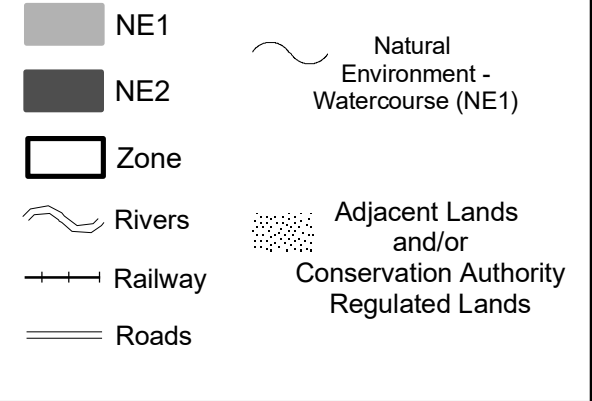 NE1
NE2
Zone
Rivers
Railway
Roads
Natural
Environment -
Watercourse (NE1)
Adjacent Lands
and/or
Conservation Authority
Regulated Lands